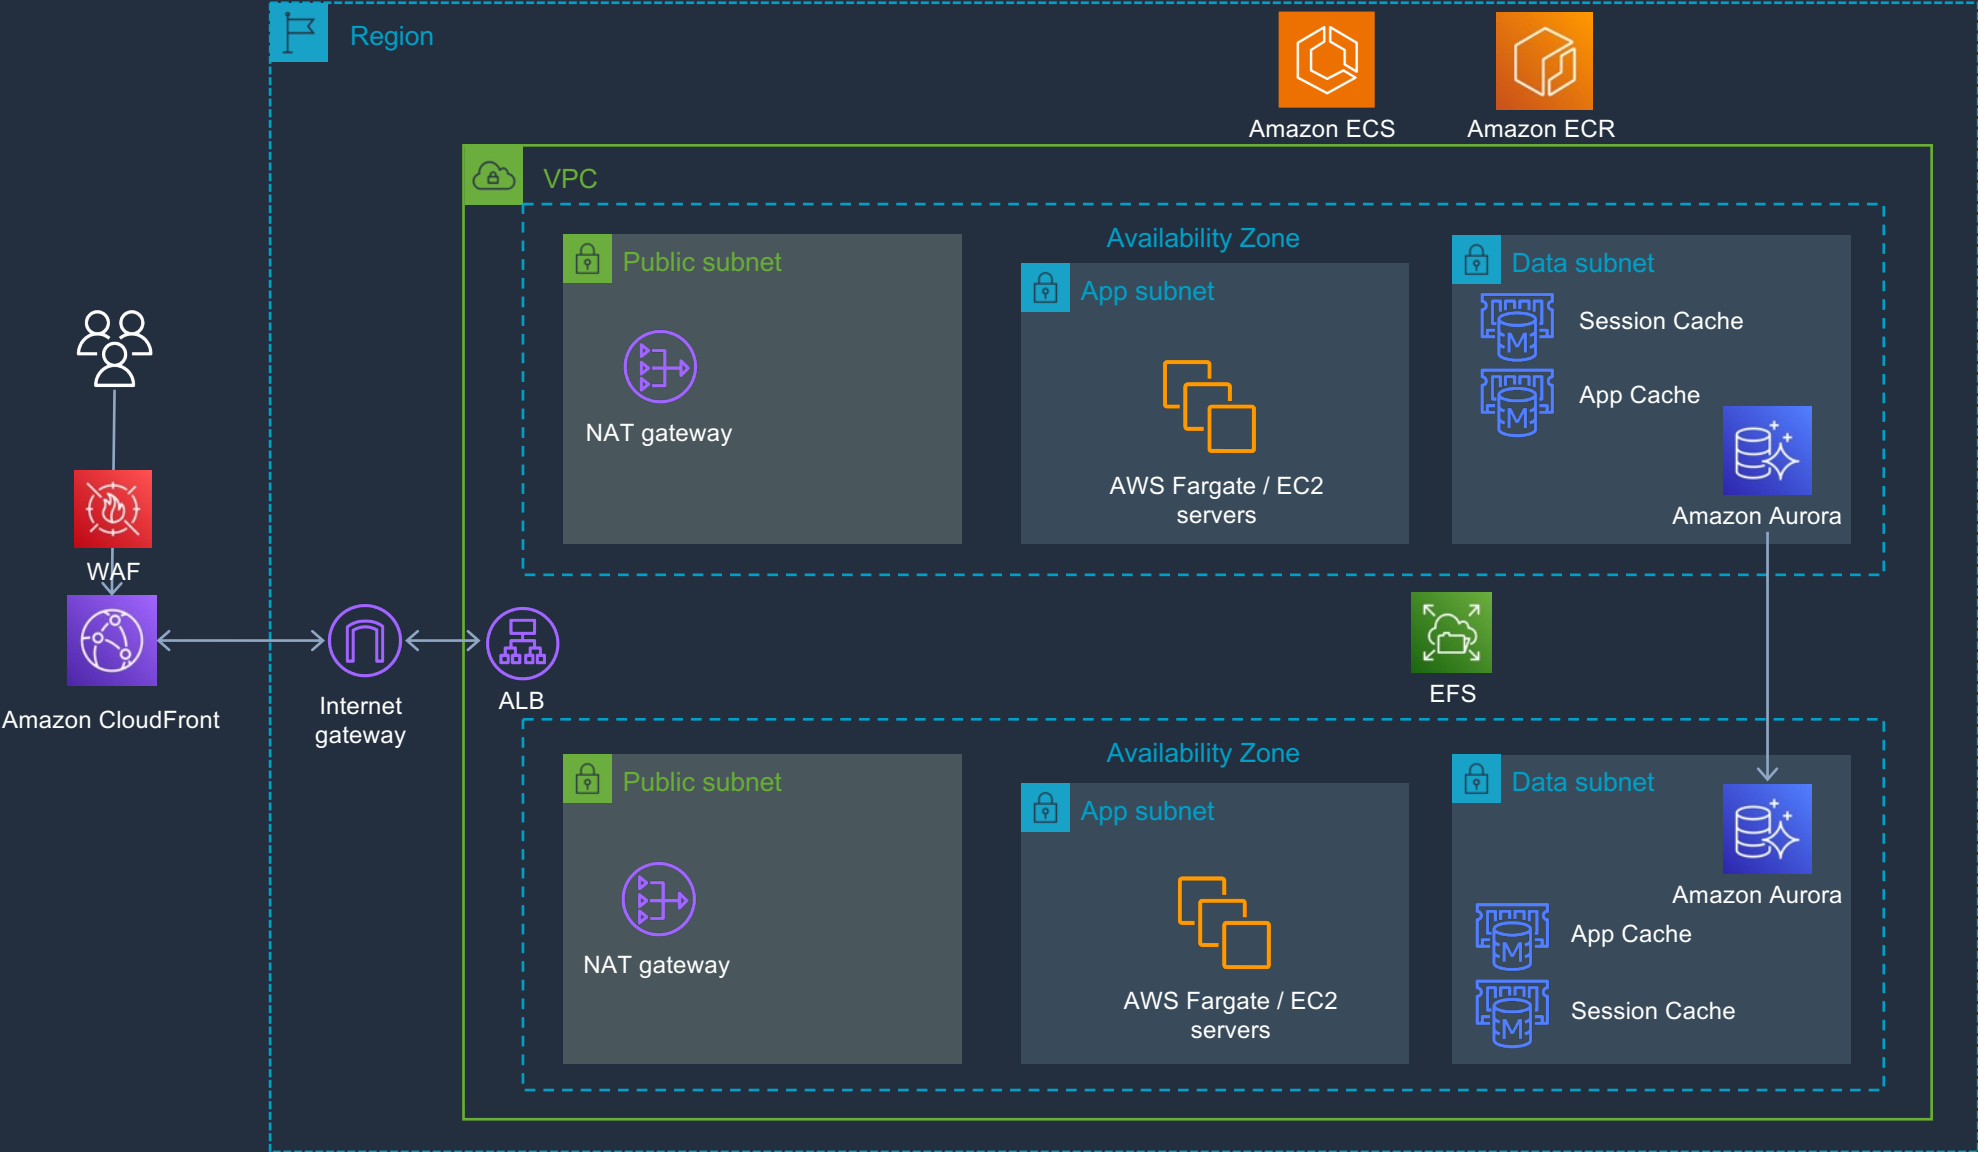 Region
Amazon ECS
Amazon ECR
VPC
Availability Zone
Public subnet
NAT gateway
App subnet
AWS Fargate / EC2
servers
Data subnet
Session Cache
App Cache
Amazon Aurora
WAF
Amazon CloudFront
Internet
gateway
ALB
EFS
Availability Zone
Public subnet
NAT gateway
App subnet
AWS Fargate / EC2
servers
Data subnet
Amazon Aurora
App Cache
Session Cache
M
M
M
M